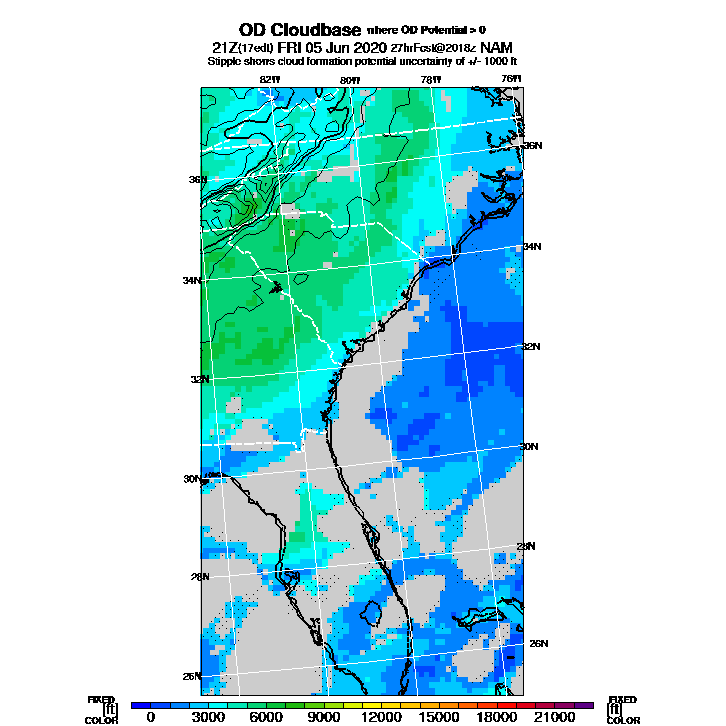 OD Cloudbase where OD Potential > 0
21Z(17edt) FRI 05 Jun 2020 27hrFcst@2018z NAM
Stipple shows cloud formation potential uncertainty of +/- 1000 ft
82W 80W 78W 76W
36N
36N
34N
34N
32N
32N
30N
30N
28N
28N
26N
26N
FIXED FIXED
[ft] [ft]
COLOR 0 3000 6000 9000 12000 15000 18000 21000 COLOR